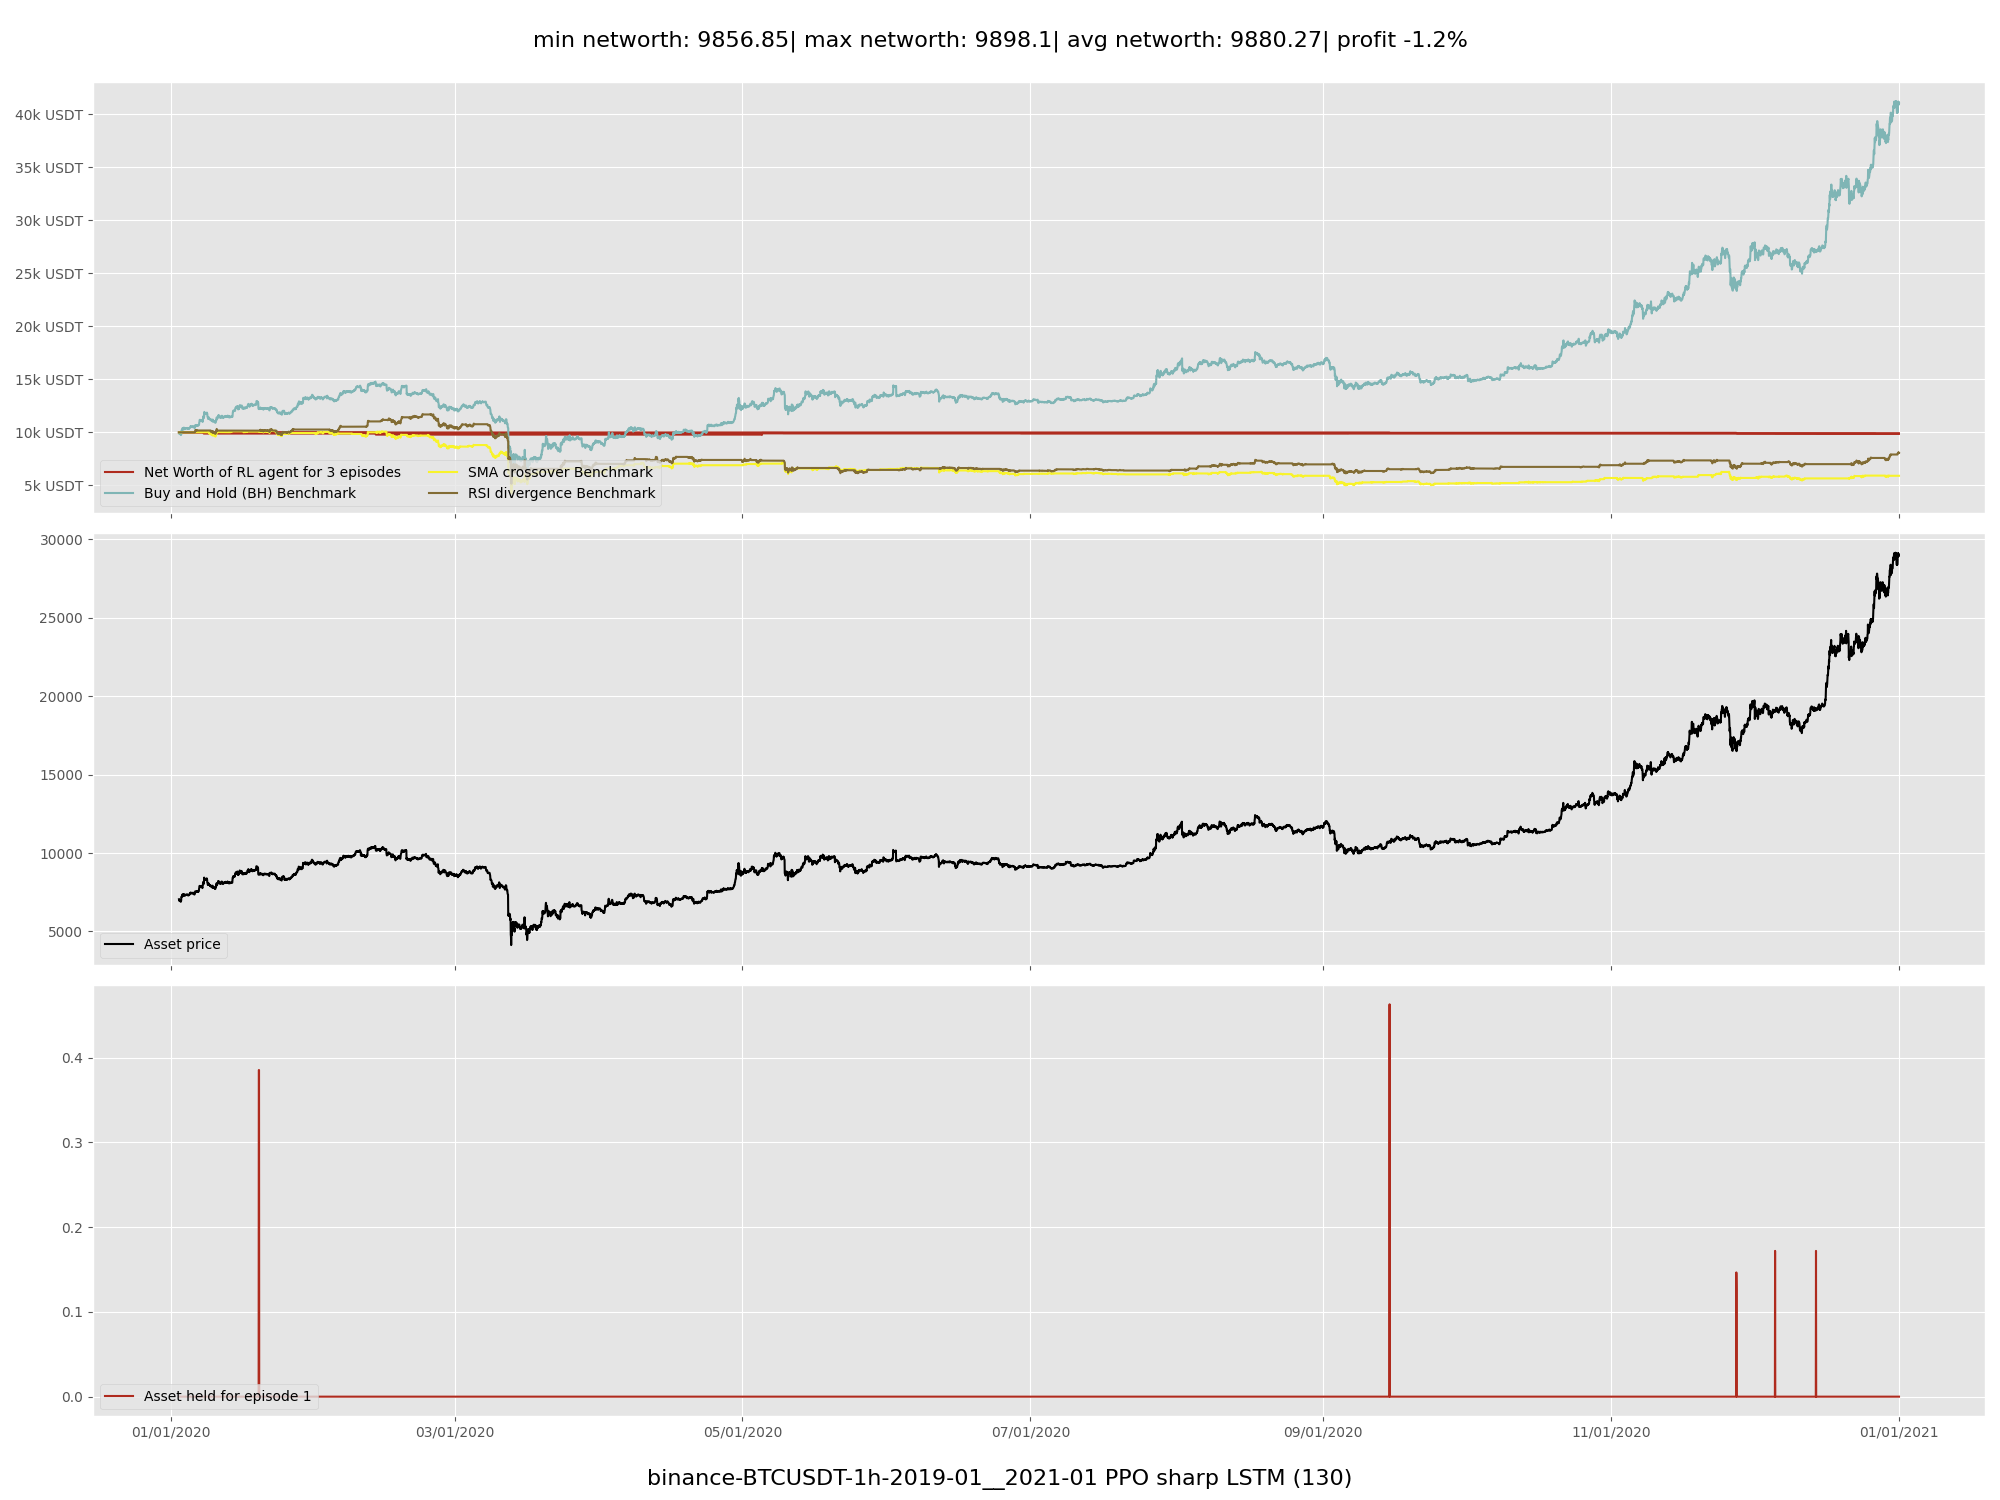 min networth: 9856.85| max networth: 9898.1| avg networth: 9880.27| profit -1.2%
40k USDT
35k USDT
30k USDT
25k USDT
20k USDT
15k USDT
10k USDT
5k USDT
Net Worth of RL agent for 3 episodes
Buy and Hold (BH) Benchmark
SMA crossover Benchmark
RSI divergence Benchmark
30000
25000
20000
15000
10000
5000
Asset price
0.4
0.3
0.2
0.1
0.0
Asset held for episode 1
01/01/2020 03/01/2020 05/01/2020 07/01/2020 09/01/2020 11/01/2020 01/01/2021
binance-BTCUSDT-1h-2019-01__2021-01 PPO sharp LSTM (130)